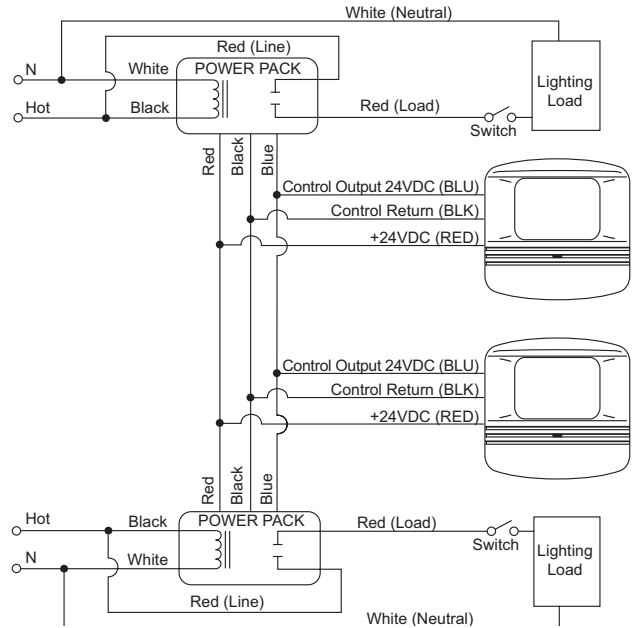 White (Neutral)
Red (Line)
N
White
POWER PACK
Lighting
Load
Hot
Black
Red (Load)
Switch
Red
Black
Blue
Control Output 24VDC (BLU)
Control Return (BLK)
+24VDC (RED)
Control Output 24VDC (BLU)
Control Return (BLK)
+24VDC (RED)
Red
Black
Blue
Hot
Black
POWER PACK
Red (Load)
Switch
Lighting
Load
N
White
Red (Line)
White (Neutral)